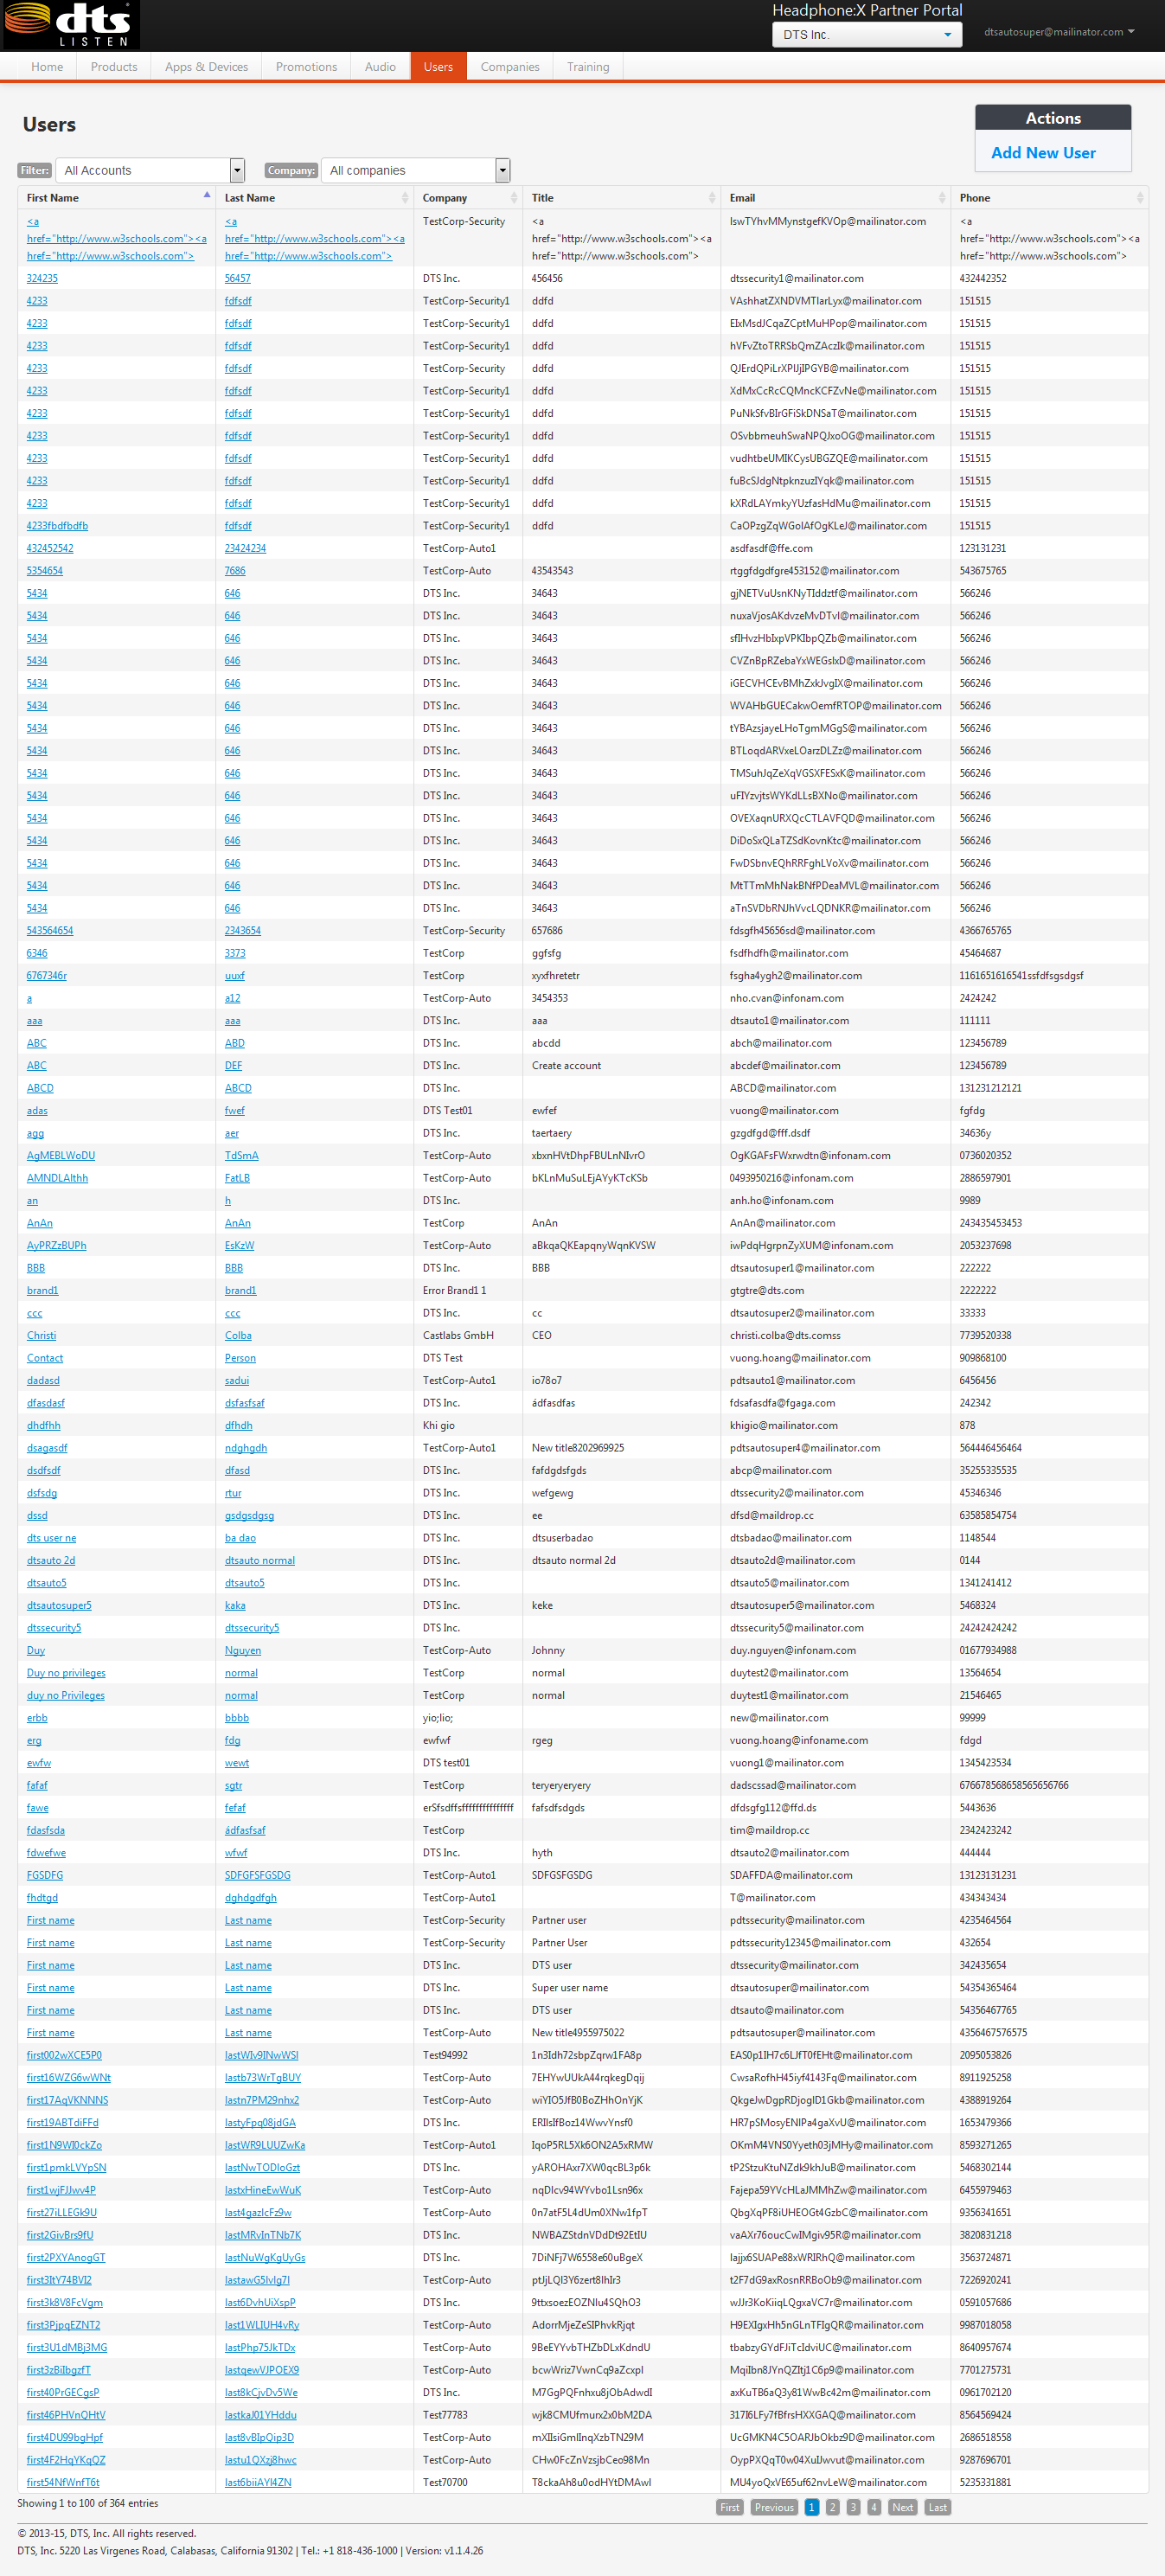 dts
LISTEN
Headphone:X Partner Portal
DTS Inc.
dtsautosuper@mailinator.com
Home Products Apps & Devices Promotions Audio Users Companies Training
Users
Actions
Add New User
Filter: All Accounts Company: All companies
First Name Last Name Company Title Email Phone
<a <a TestCorp-Security <a IswTYhvMMynstgefKVOp@mailinator.com <a
href="http://www.w3schools.com"><a href="http://www.w3schools.com"><a href="http://www.w3schools.com"><a href="http://www.w3schools.com"><a
href="http://www.w3schools.com"> href="http://www.w3schools.com"> href="http://www.w3schools.com"> href="http://www.w3schools.com">
324235 56457 DTS Inc. 456456 dtssecurity1@mailinator.com 432442352
4233 fdfsdf TestCorp-Security1 ddfd VAshhatZXNDVMTlarLyx@mailinator.com 151515
4233 fdfsdf TestCorp-Security1 ddfd EIxMsdJCqaZCptMuHPop@mailinator.com 151515
4233 fdfsdf TestCorp-Security1 ddfd hVFvZtoTRRSbQmZAczIk@mailinator.com 151515
4233 fdfsdf TestCorp-Security ddfd QJErdQPiLrXPlJjIPGYB@mailinator.com 151515
4233 fdfsdf TestCorp-Security1 ddfd XdMxCcRcCQMncKCFZvNe@mailinator.com 151515
4233 fdfsdf TestCorp-Security1 ddfd PuNkSfvBIrGFiSkDNSaT@mailinator.com 151515
4233 fdfsdf TestCorp-Security1 ddfd OSvbbmeuhSwaNPQJxoOG@mailinator.com 151515
4233 fdfsdf TestCorp-Security1 ddfd vudhtbeUMIKCysUBGZQE@mailinator.com 151515
4233 fdfsdf TestCorp-Security1 ddfd fuBcSJdgNtpknzuzIYqk@mailinator.com 151515
4233 fdfsdf TestCorp-Security1 ddfd kXRdLAYmkyYUzfasHdMu@mailinator.com 151515
4233fbdfbdfb fdfsdf TestCorp-Security1 ddfd CaOPzgZqWGolAfOgKLeJ@mailinator.com 151515
432452542 23424234 TestCorp-Auto1 asdfasdf@ffe.com 123131231
5354654 7686 TestCorp-Auto 43543543 rtggfdgdfgre453152@mailinator.com 543675765
5434 646 DTS Inc. 34643 gjNETVuUsnKNyTIddztf@mailinator.com 566246
5434 646 DTS Inc. 34643 nuxaVjosAKdvzeMvDTvl@mailinator.com 566246
5434 646 DTS Inc. 34643 sfIHvzHbIxpVPKIbpQZb@mailinator.com 566246
5434 646 DTS Inc. 34643 CVZnBpRZebaYxWEGslxD@mailinator.com 566246
5434 646 DTS Inc. 34643 iGECVHCEvBMhZxkJvgIX@mailinator.com 566246
5434 646 DTS Inc. 34643 WVAHbGUECakwOemfRTOP@mailinator.com 566246
5434 646 DTS Inc. 34643 tYBAzsjayeLHoTgmMGgS@mailinator.com 566246
5434 646 DTS Inc. 34643 BTLoqdARVxeLOarzDLZz@mailinator.com 566246
5434 646 DTS Inc. 34643 TMSuhJqZeXqVGSXFESxK@mailinator.com 566246
5434 646 DTS Inc. 34643 uFIYzvjtsWYKdLLsBXNo@mailinator.com 566246
5434 646 DTS Inc. 34643 OVEXaqnURXQcCTLAVFQD@mailinator.com 566246
5434 646 DTS Inc. 34643 DiDoSxQLaTZSdKovnKtc@mailinator.com 566246
5434 646 DTS Inc. 34643 FwDSbnvEQhRRFghLVoXv@mailinator.com 566246
5434 646 DTS Inc. 34643 MtTTmMhNakBNfPDeaMVL@mailinator.com 566246
5434 646 DTS Inc. 34643 aTnSVDbRNJhVvcLQDNKR@mailinator.com 566246
543564654 2343654 TestCorp-Security 657686 fdsgfh45656sd@mailinator.com 4366765765
6346 3373 TestCorp ggfsfg fsdfhdfh@mailinator.com 45464687
6767346r uuxf TestCorp xyxfhretetr fsgha4ygh2@mailinator.com 1161651616541ssfdfsgsdgsf
a a12 TestCorp-Auto 3454353 nho.cvan@infonam.com 2424242
aaa aaa DTS Inc. aaa dtsauto1@mailinator.com 111111
ABC ABD DTS Inc. abcdd abch@mailinator.com 123456789
ABC DEF DTS Inc. Create account abcdef@mailinator.com 123456789
ABCD ABCD DTS Inc. ABCD@mailinator.com 131231212121
adas fwef DTS Test01 ewfef vuong@mailinator.com fgfdg
agg aer DTS Inc. taertaery gzgdfgd@fff.dsdf 34636y
AgMEBLWoDU TdSmA TestCorp-Auto xbxnHVtDhpFBULnNIvrO OgKGAFsFWxrwdtn@infonam.com 0736020352
AMNDLAlthh FatLB TestCorp-Auto bKLnMuSuLEjAYyKTcKSb 0493950216@infonam.com 2886597901
an h DTS Inc. anh.ho@infonam.com 9989
AnAn AnAn TestCorp AnAn AnAn@mailinator.com 243435453453
AyPRZzBUPh EsKzW TestCorp-Auto aBkqaQKEapqnyWqnKVSW iwPdqHgrpnZyXUM@infonam.com 2053237698
BBB BBB DTS Inc. BBB dtsautosuper1@mailinator.com 222222
brand1 brand1 Error Brand1 1 gtgtre@dts.com 2222222
ccc ccc DTS Inc. cc dtsautosuper2@mailinator.com 33333
Christi Colba Castlabs GmbH CEO christi.colba@dts.comss 7739520338
Contact Person DTS Test vuong.hoang@mailinator.com 909868100
dadasd sadui TestCorp-Auto1 io78o7 pdtsauto1@mailinator.com 6456456
dfasdasf dsfasfsaf DTS Inc. ádfasdfas fdsafasdfa@fgaga.com 242342
dhdfhh dfhdh Khi gio khigio@mailinator.com 878
dsagasdf ndghgdh TestCorp-Auto1 New title8202969925 pdtsautosuper4@mailinator.com 564446456464
dsdfsdf dfasd DTS Inc. fafdgdsfgds abcp@mailinator.com 35255335535
dsfsdg rtur DTS Inc. wefgewg dtssecurity2@mailinator.com 45346346
dssd gsdgsdgsg DTS Inc. ee dfsd@maildrop.cc 63585854754
dts user ne ba dao DTS Inc. dtsuserbadao dtsbadao@mailinator.com 1148544
dtsauto 2d dtsauto normal DTS Inc. dtsauto normal 2d dtsauto2d@mailinator.com 0144
dtsauto5 dtsauto5 DTS Inc. dtsauto5@mailinator.com 1341241412
dtsautosuper5 kaka DTS Inc. keke dtsautosuper5@mailinator.com 5468324
dtssecurity5 dtssecurity5 DTS Inc. dtssecurity5@mailinator.com 24242424242
Duy Nguyen TestCorp-Auto Johnny duy.nguyen@infonam.com 01677934988
Duy no privileges normal TestCorp normal duytest2@mailinator.com 13564654
duy no Privileges normal TestCorp normal duytest1@mailinator.com 21546465
erbb bbbb yio;lio; new@mailinator.com 99999
erg fdg ewfwf rgeg vuong.hoang@infoname.com fdgd
ewfw wewt DTS test01 vuong1@mailinator.com 1345423534
fafaf sgtr TestCorp teryeryeryery dadscssad@mailinator.com 676678568658565656766
fawe fefaf erSfsdffsffffffffffffffff fafsdfsdgds dfdsgfg112@ffd.ds 5443636
fdasfsda ádfasfsaf TestCorp tim@maildrop.cc 2342423242
fdwefwe wfwf DTS Inc. hyth dtsauto2@mailinator.com 444444
FGSDFG SDFGFSFGSDG TestCorp-Auto1 SDFGSFGSDG SDAFFDA@mailinator.com 13123131231
fhdtgd dghdgdfgh TestCorp-Auto1 T@mailinator.com 434343434
First name Last name TestCorp-Security Partner user pdtssecurity@mailinator.com 4235464564
First name Last name TestCorp-Security Partner User pdtssecurity12345@mailinator.com 432654
First name Last name DTS Inc. DTS user dtssecurity@mailinator.com 342435654
First name Last name DTS Inc. Super user name dtsautosuper@mailinator.com 54354365464
First name Last name DTS Inc. DTS user dtsauto@mailinator.com 54356467765
First name Last name TestCorp-Auto New title4955975022 pdtsautosuper@mailinator.com 4356467576575
first002wXCE5P0 lastWIv9INwWSl Test94992 1n3Idh72sbpZqrw1FA8p EAS0p1IH7c6LJfT0fEHt@mailinator.com 2095053826
first16WZG6wWNt lastb73WrTgBUY TestCorp-Auto 7EHYwUUkA44rqkegDqij CwsaRofhH45iyf4143Fq@mailinator.com 8911925258
first17AqVKNNNS lastn7PM29nhx2 TestCorp-Auto wiYIO5JfB0BoZHhOnYjK QkgeJwDgpRDjogID1Gkb@mailinator.com 4388919264
first19ABTdiFFd lastyFpq08jdGA DTS Inc. ERIlsIfBoz14WwvYnsf0 HR7pSMosyENIPa4gaXvU@mailinator.com 1653479366
first1N9WI0ckZo lastWR9LUUZwKa TestCorp-Auto1 IqoP5RL5Xk6ON2A5xRMW OKmM4VNS0Yyeth03jMHy@mailinator.com 8593271265
first1pmkLVYpSN lastNwTODloGzt DTS Inc. yAROHAxr7XW0qcBL3p6k tP2StzuKtuNZdk9khJuB@mailinator.com 5468302144
first1wjFJJwv4P lastxHineEwWuK TestCorp-Auto nqDIcv94WYvbo1Lsn96x Fajepa59YVcHLaJMMhZw@mailinator.com 6455979463
first27iLLEGk9U last4gazlcFz9w TestCorp-Auto 0n7atF5L4dUm0XNw1fpT QbgXqPF8iUHEOGt4GzbC@mailinator.com 9356341651
first2GivBrs9fU lastMRvInTNb7K DTS Inc. NWBAZStdnVDdDt92EtIU vaAXr76oucCwIMgiv95R@mailinator.com 3820831218
first2PXYAnogGT lastNuWgKgUyGs DTS Inc. 7DiNFj7W6558e60uBgeX lajjx6SUAPe88xWRIRhQ@mailinator.com 3563724871
first3ItY74BVI2 lastawG5lvlg7l TestCorp-Auto ptJjLQI3Y6zert8IhIr3 t2F7dG9axRosnRRBoOb9@mailinator.com 7226920241
first3k8V8FcVgm last6DvhUiXspP DTS Inc. 9ttxsoezEOZNlu4SQhO3 wJJr3KoKiiqLQgxaVC7r@mailinator.com 0591057686
first3PjpqEZNT2 last1WLIUH4vRy TestCorp-Auto AdorrMjeZeSIPhvkRjqt H9EXIgxHh5nGLnTFIgQR@mailinator.com 9987018058
first3U1dMBj3MG lastPhp75JkTDx TestCorp-Auto 9BeEYYvbTHZbDLxKdndU tbabzyGYdFJiTcIdviUC@mailinator.com 8640957674
first3zBiIbgzfT lastqewVJPOEX9 TestCorp-Auto bcwWriz7VwnCq9aZcxpl MqiIbn8JYnQZItj1C6p9@mailinator.com 7701275731
first40PrGECgsP last8kCjvDv5We DTS Inc. M7GgPQFnhxu8jObAdwdI axKuTB6aQ3y81WwBc42m@mailinator.com 0961702120
first46PHVnQHtV lastkaJ01YHddu Test77783 wjk8CMUfmurx2x0bM2DA 317I6LFy7fBfrsHXXGAQ@mailinator.com 8564569424
first4DU99bgHpf last8vBIpQip3D TestCorp-Auto mXIIsiGmlInqXzbTN29M UcGMKN4C5OARJbOkbz9D@mailinator.com 2686518558
first4F2HqYKqQZ lastu1QXzj8hwc TestCorp-Auto CHw0FcZnVzsjbCeo98Mn OypPXQqT0w04XuIJwvut@mailinator.com 9287696701
first54NfWnfT6t last6biiAYl4ZN Test70700 T8ckaAh8u0odHYtDMAwI MU4yoQxVE65uf62nvLeW@mailinator.com 5235331881
Showing 1 to 100 of 364 entries First Previous 1 2 3 4 Next Last
© 2013-15, DTS, Inc. All rights reserved.
DTS, Inc. 5220 Las Virgenes Road, Calabasas, California 91302 | Tel.: +1 818-436-1000 | Version: v1.1.4.26